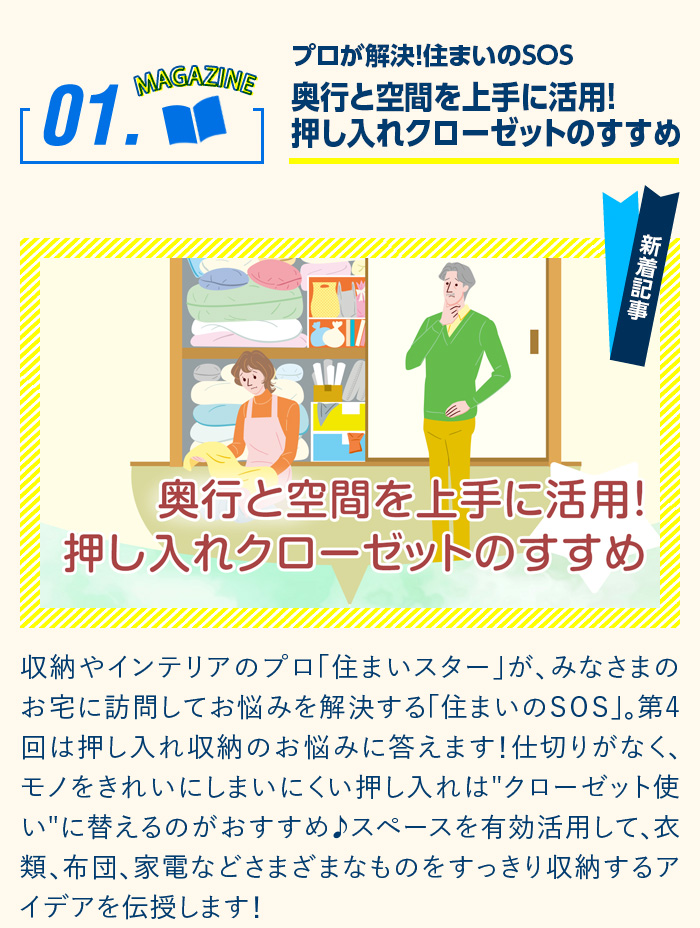 01.
MAGAZINE
プロが解決!住まいのSOS
奥行と空間を上手に活用!
押し入れクローゼットのすすめ
新着記事
奥行と空間を上手に活用!
押し入れクローゼットのすすめ
収納やインテリアのプロ「住まいスター」が、みなさまの
お宅に訪問してお悩みを解決する「住まいのSOS」。第4
回は押し入れ収納のお悩みに答えます!仕切りがなく、
モノをきれいにしまいにくい押し入れは"クローゼット使
い"に替えるのがおすすめ♪スペースを有効活用して、衣
類、布団、家電などさまざまなものをすっきり収納するア
イデアを伝授します!